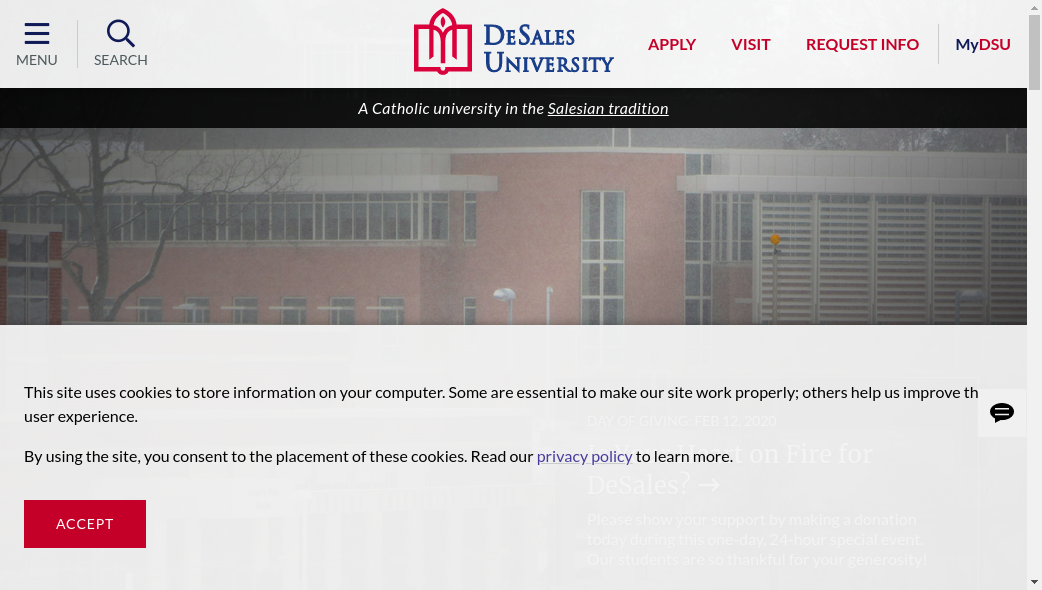 MENU
SEARCH
DESALES
UNIVERSITY
APPLY
VISIT
REQUEST INFO
MyDSU
A Catholic university in the Salesian tradition
This site uses cookies to store information on your computer. Some are essential to make our site work properly; others help us improve th
user experience.
By using the site, you consent to the placement of these cookies. Read our privacy policy to learn more.
ACCEPT
DAY OF GIVING: FEB 12, 2020
on Fire for
DeSales? →
Please show your support by making a donation
today during this one-day, 24-hour special event.
Our students are so thankful for your generosity!